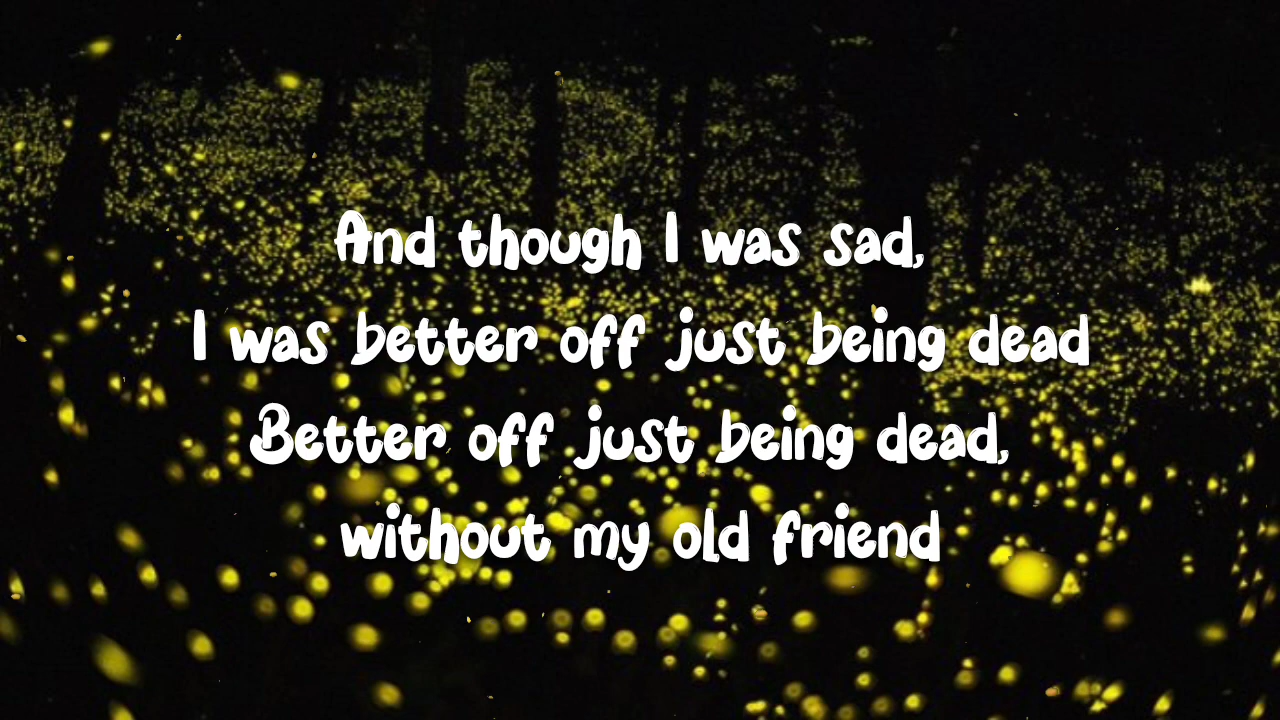 And though I was sad,
I was better off just being dead
Better off just being dead,
without my old friend